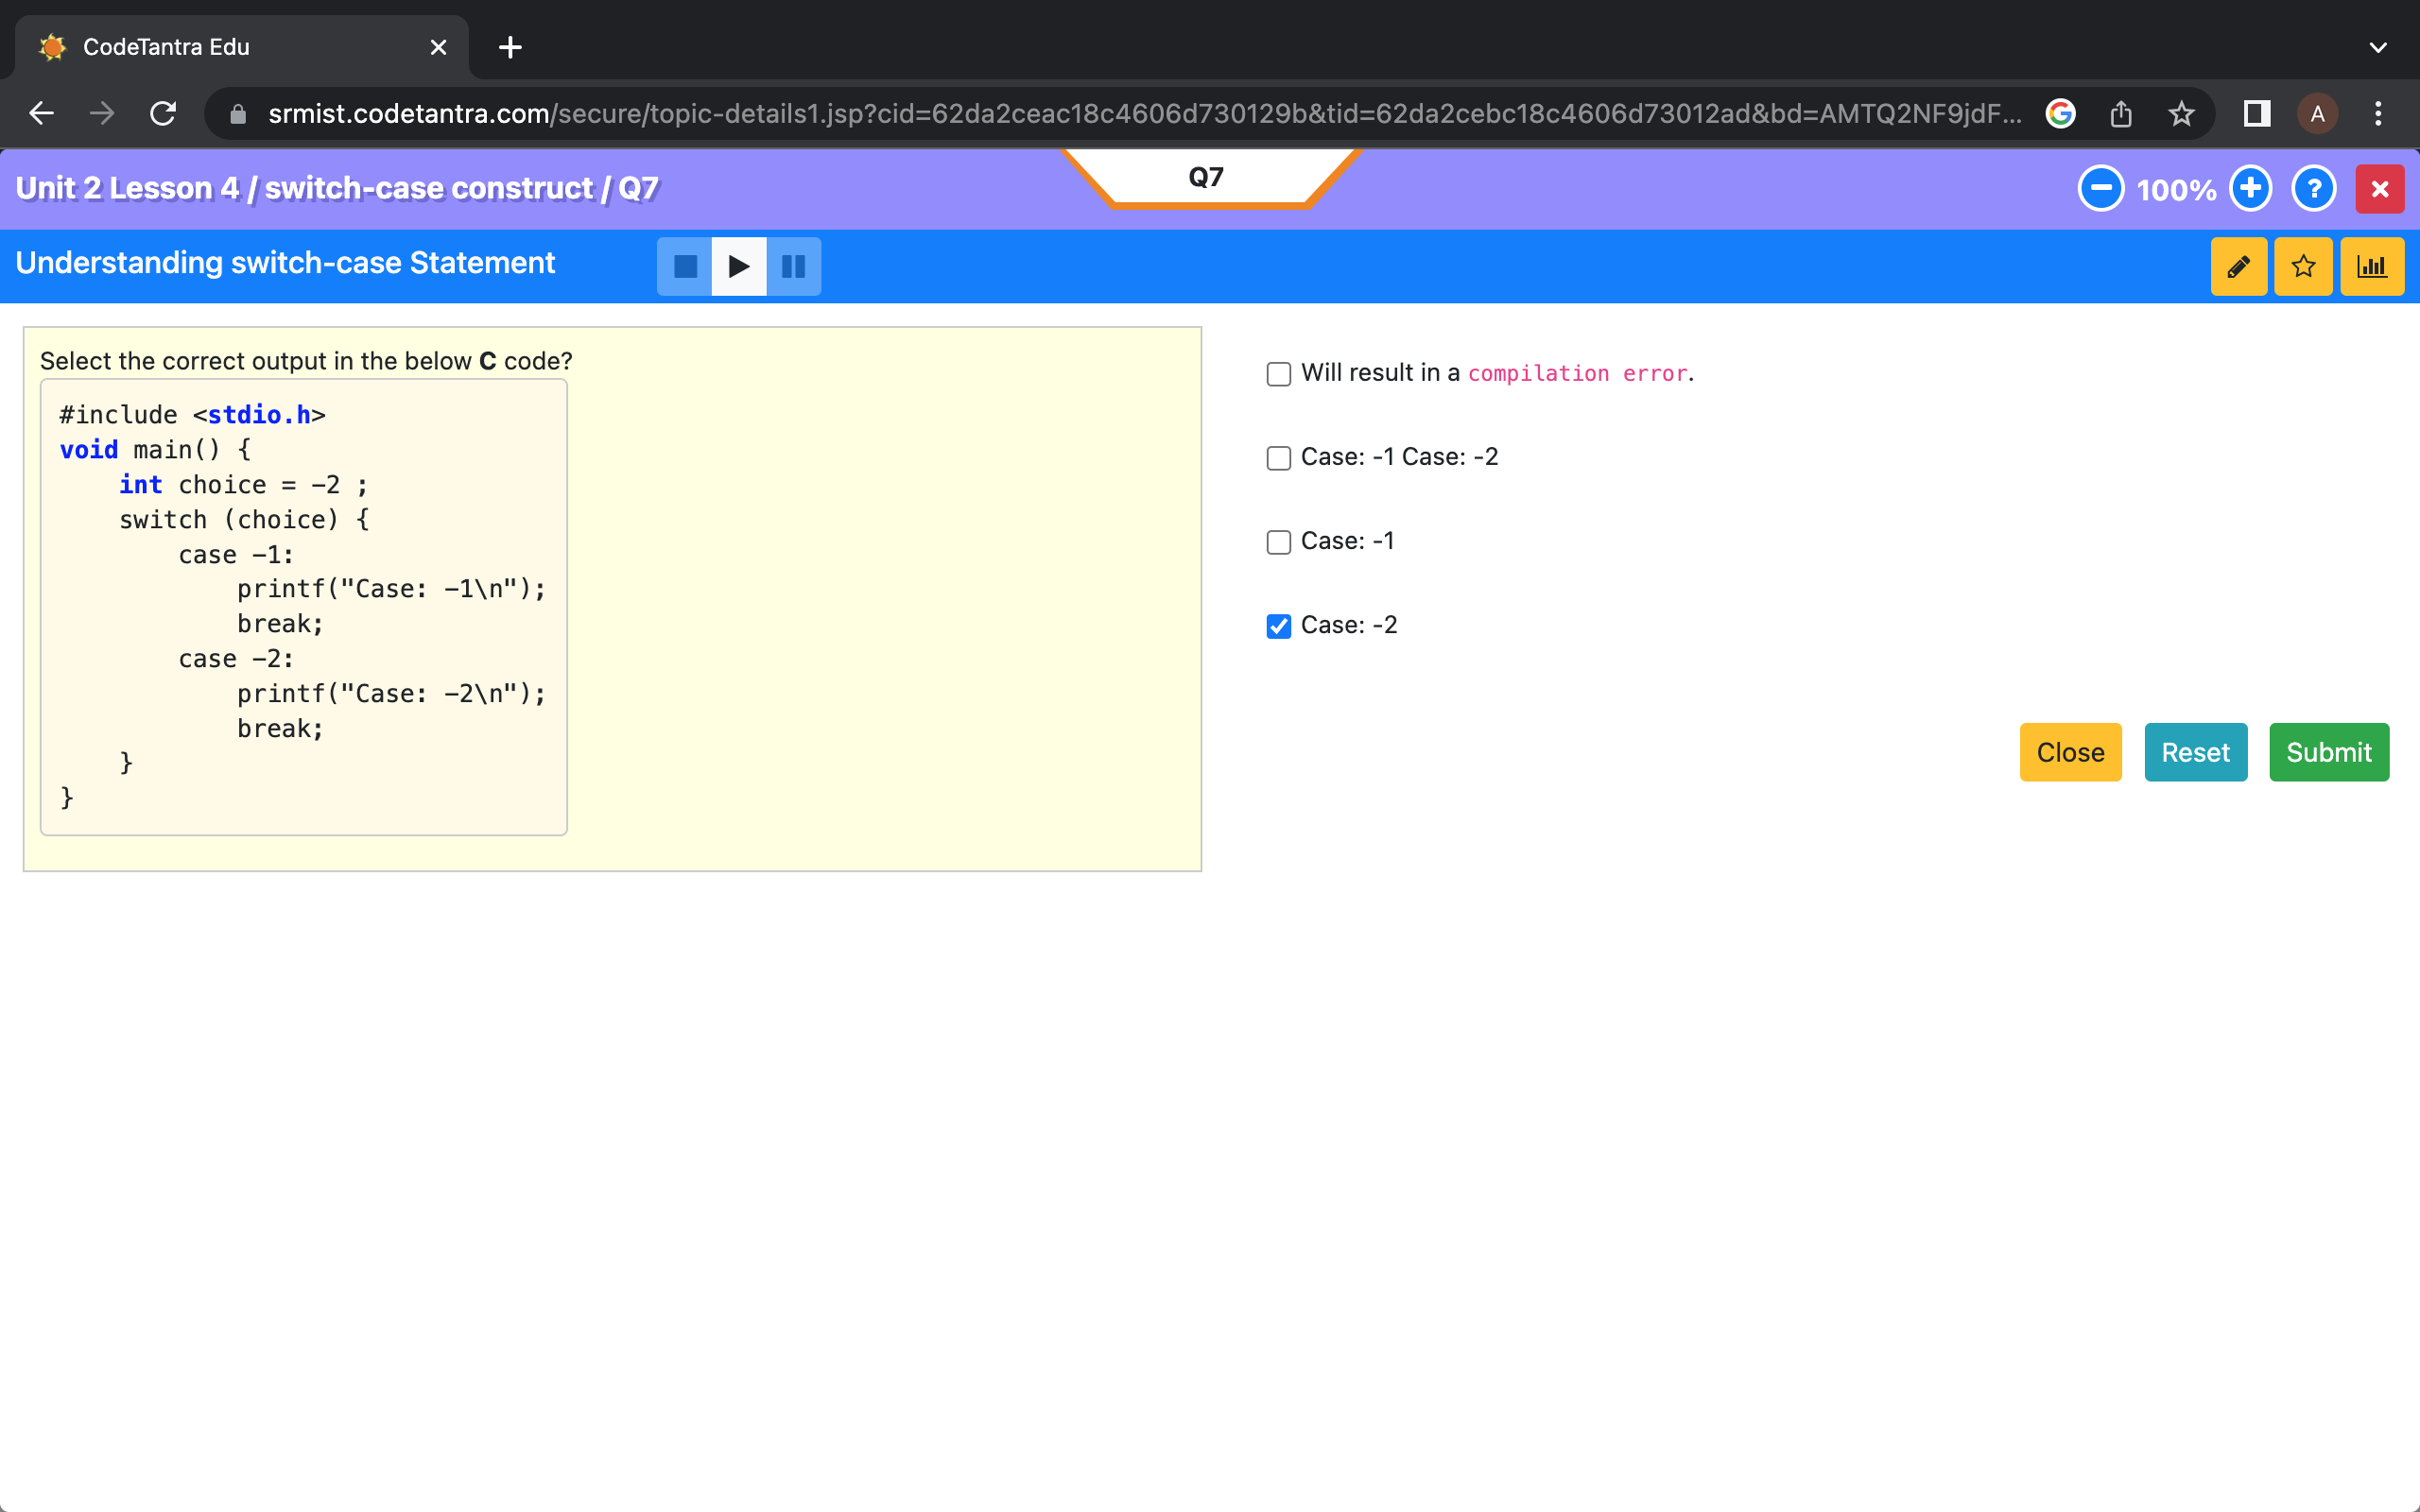 CodeTantra Edu
srmist.codetantra.com/secure/topic-details1.jsp?cid=62da2ceac18c4606d730129b&tid=62da2cebc18c4606d73012ad&bd=AMTQ2NF9jdF...
A
Unit 2 Lesson 4 / switch-case construct / Q7
Q7
100%
?
Understanding switch-case Statement
Select the correct output in the below C code?
#include <stdio.h>
void main() {
    int choice = -2 ;
    switch (choice) {
        case -1:
            printf("Case: -1\n");
            break;
        case -2:
            printf("Case: -2\n");
            break;
    }
}
Will result in a compilation error.
Case: -1 Case: -2
Case: -1
Case: -2
Close
Reset
Submit